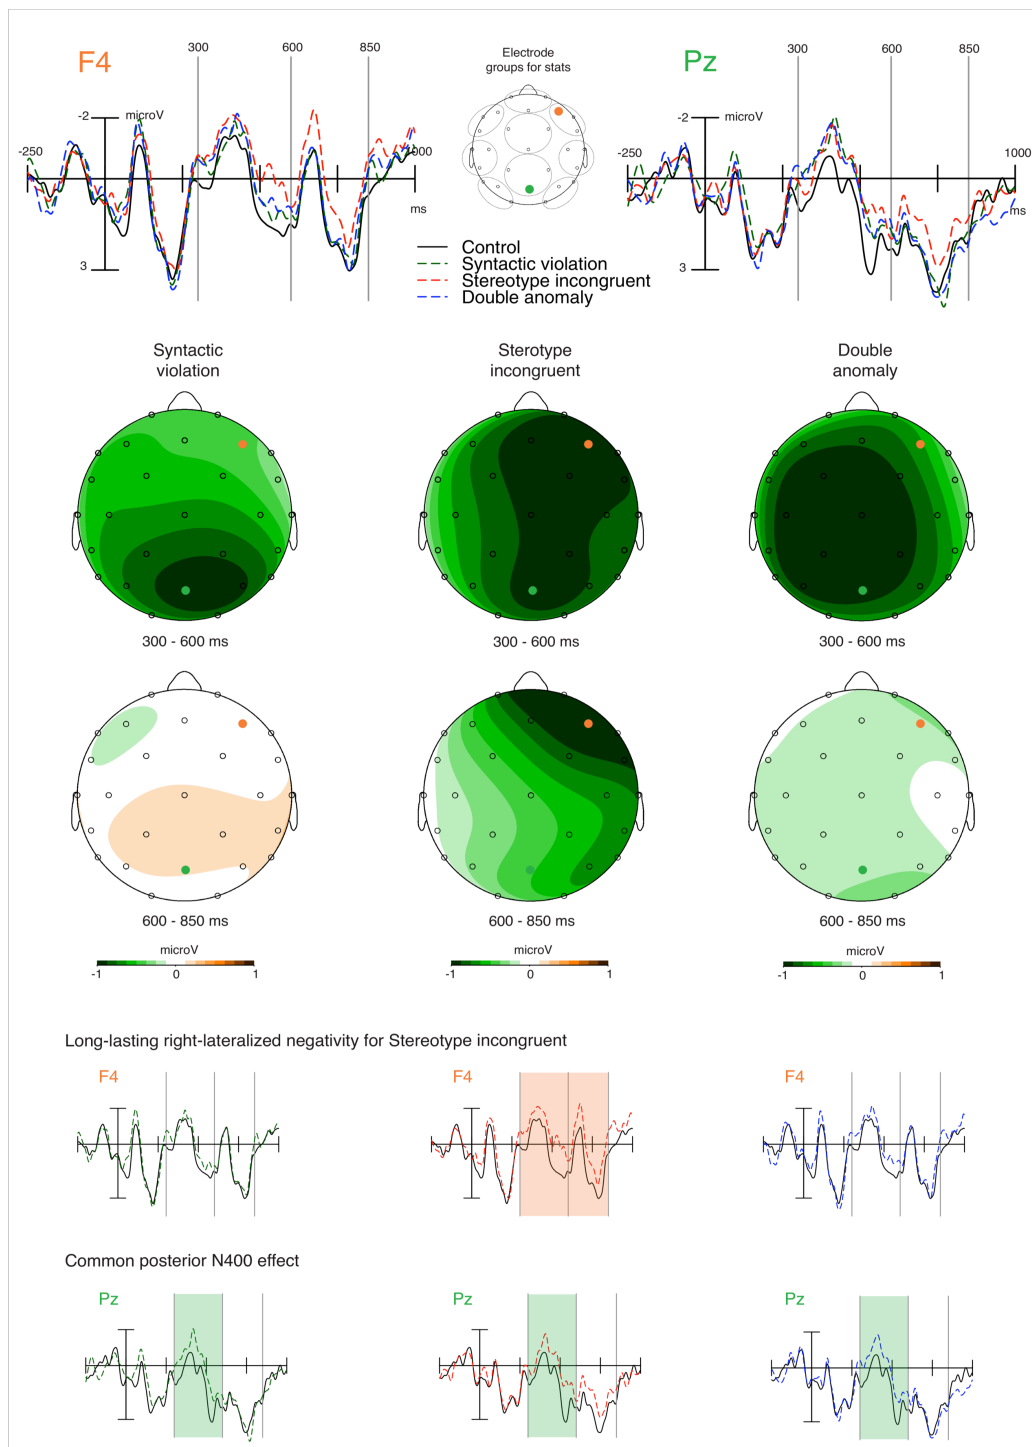 F4
300
600
850
-2
microV
-250
1000
ms
3
Electrode
groups for stats
Pz
300
600
850
-2
microV
-250
1000
ms
3
Control
Syntactic violation
Stereotype incongruent
Double anomaly
Syntactic
violation
Sterotype
incongruent
Double
anomaly
300 - 600 ms
300 - 600 ms
300 - 600 ms
600 - 850 ms
600 - 850 ms
600 - 850 ms
microV
-1 0 1
microV
-1 0 1
microV
-1 0 1
Long-lasting right-lateralized negativity for Stereotype incongruent
F4
F4
F4
Common posterior N400 effect
Pz
Pz
Pz